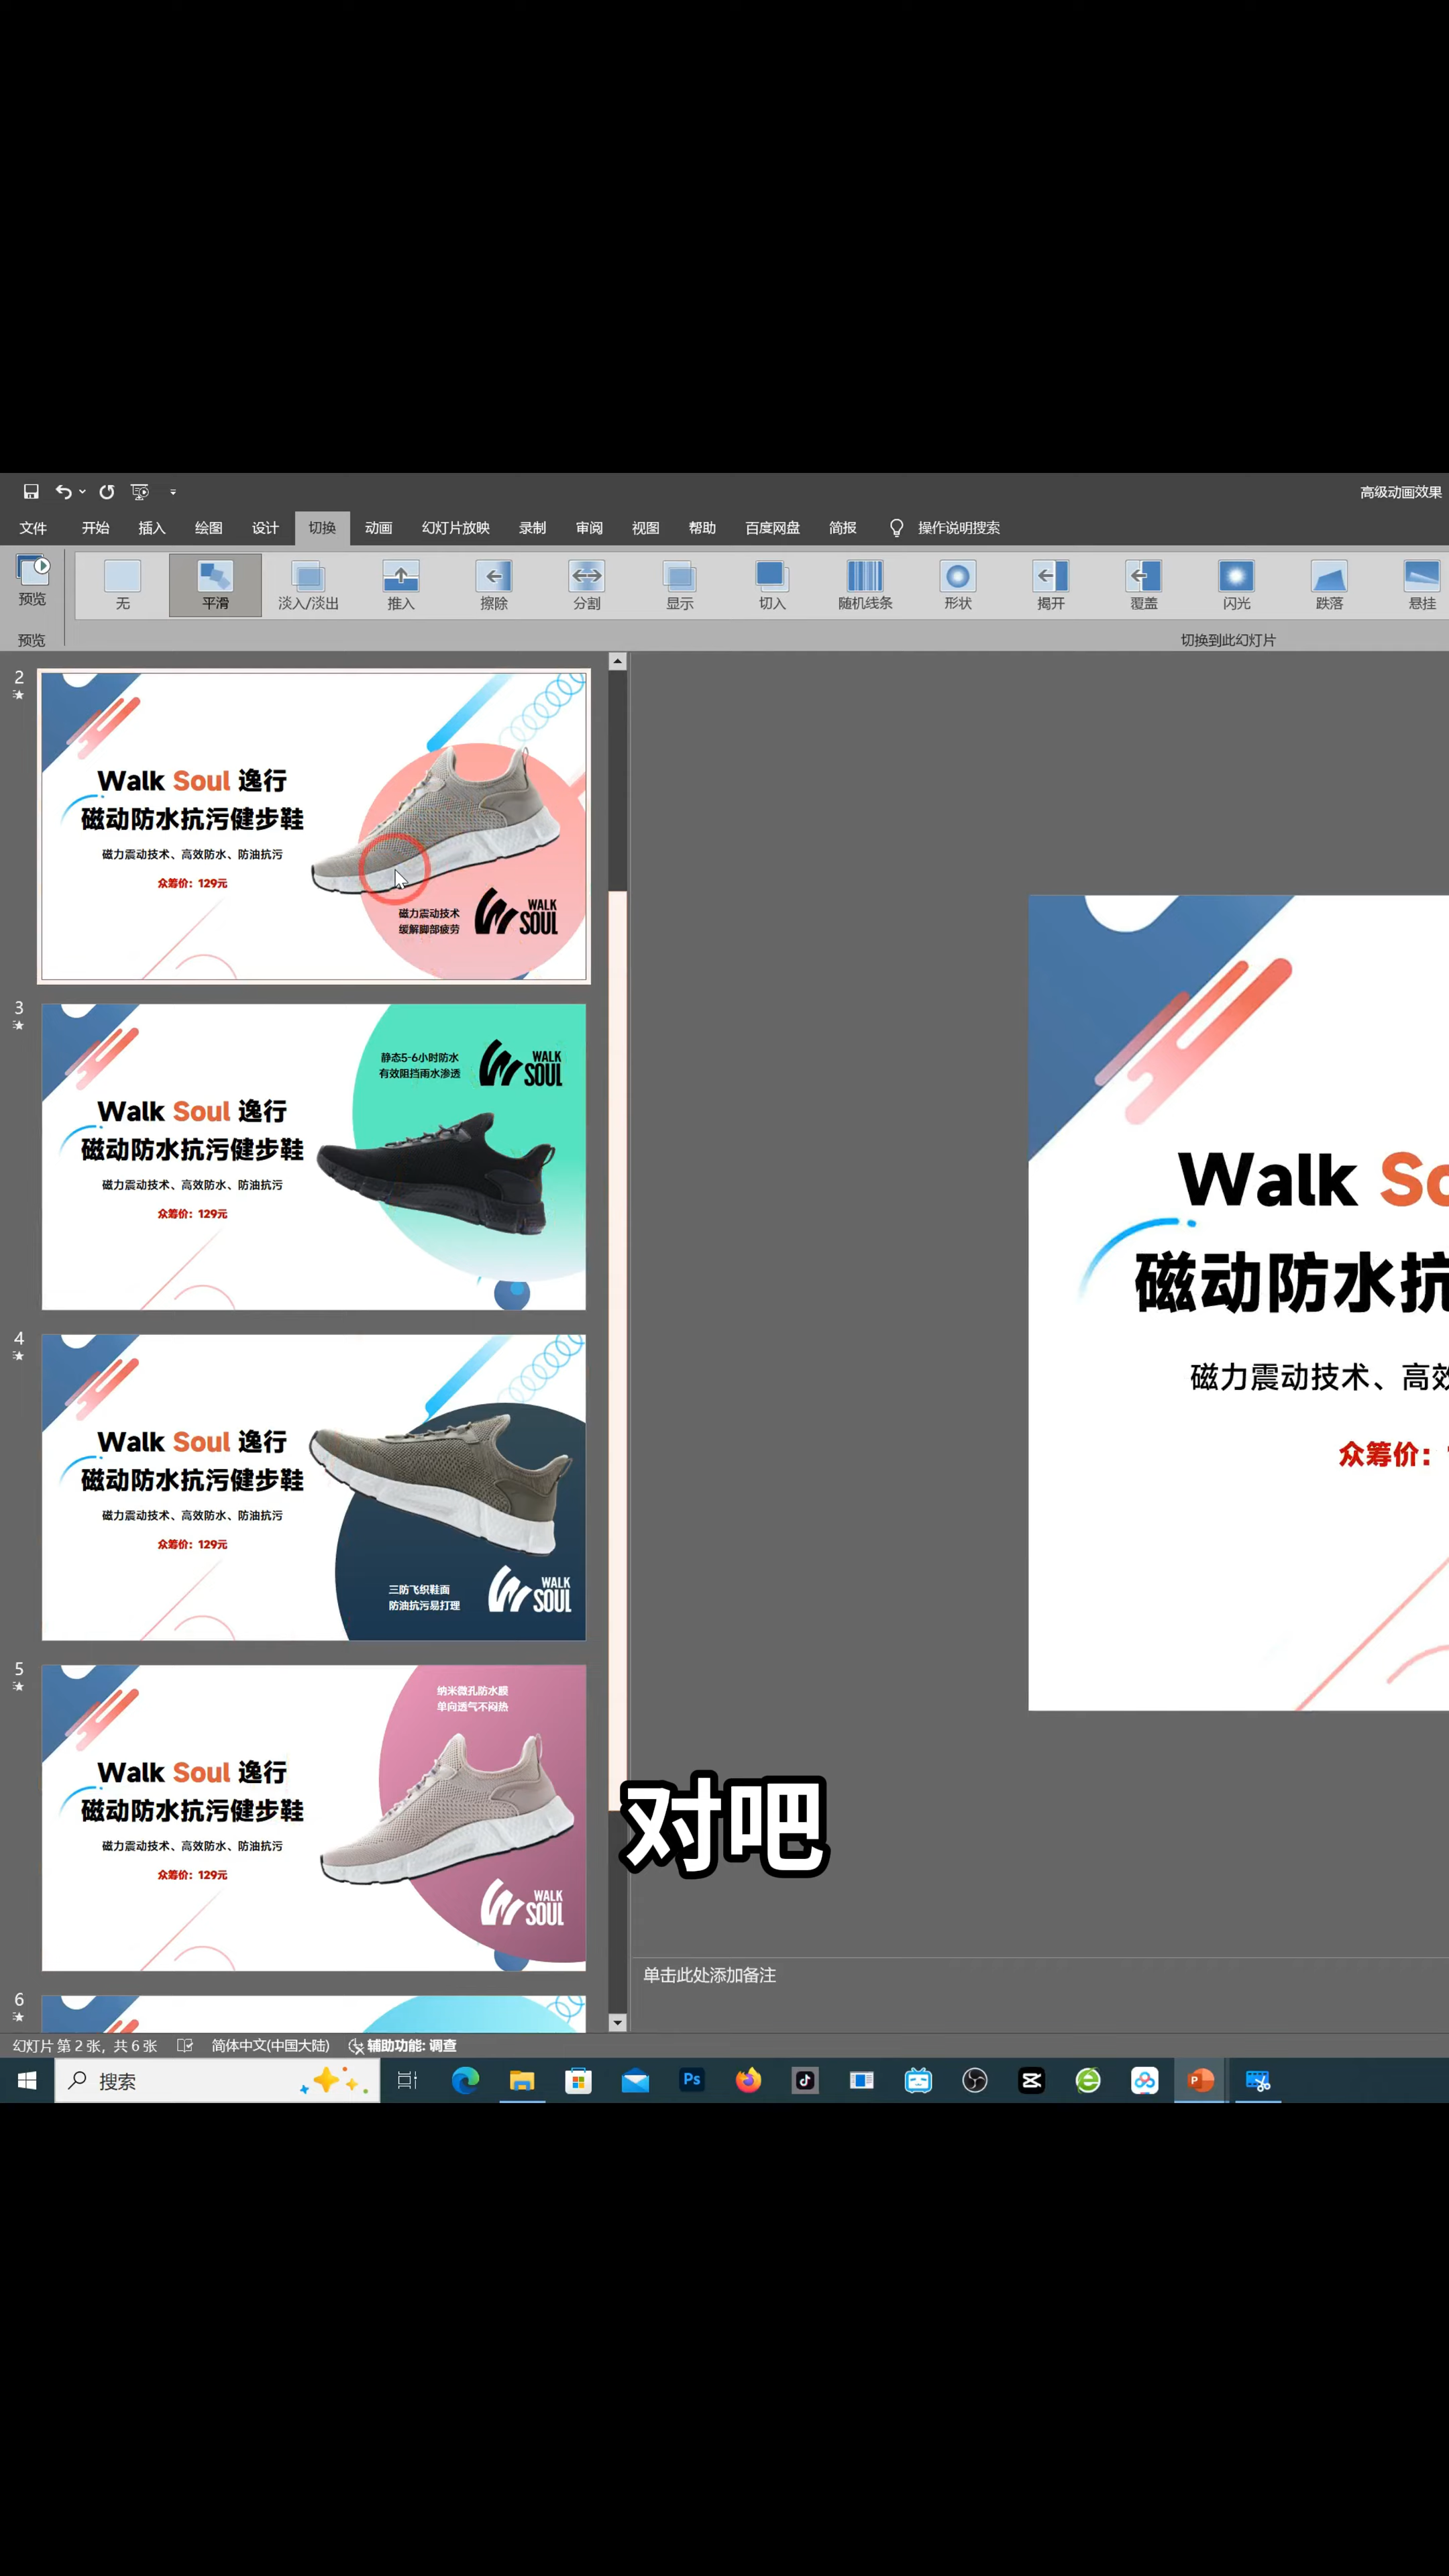 高级动画效果
文件 开始 插入 绘图 设计 切换 动画 幻灯片放映 录制 审阅 视图 帮助 百度网盘 简报 操作说明搜索
预览 无 平滑 淡入/淡出 推入 擦除 分割 显示 切入 随机线条 形状 揭开 覆盖 闪光 跌落 悬挂
预览 切换到此幻灯片
2
Walk Soul 逸行
磁动防水抗污健步鞋
磁力震动技术、高效防水、防油抗污
众筹价：129元
磁力震动技术
缓解脚部疲劳
WALK
SOUL
3
静态5-6小时防水
有效阻挡雨水渗透
WALK
SOUL
Walk Soul 逸行
磁动防水抗污健步鞋
磁力震动技术、高效防水、防油抗污
众筹价：129元
4
Walk Soul 逸行
磁动防水抗污健步鞋
磁力震动技术、高效防水、防油抗污
众筹价：129元
三防飞织鞋面
防油抗污易打理
WALK
SOUL
5
纳米微孔防水膜
单向透气不闷热
Walk Soul 逸行
磁动防水抗污健步鞋
磁力震动技术、高效防水、防油抗污
众筹价：129元
WALK
SOUL
6
Walk So
磁动防水抗
磁力震动技术、高效
众筹价：
对吧
单击此处添加备注
幻灯片 第 2 张，共 6 张 简体中文(中国大陆) 辅助功能: 调查
搜索
Ps
P